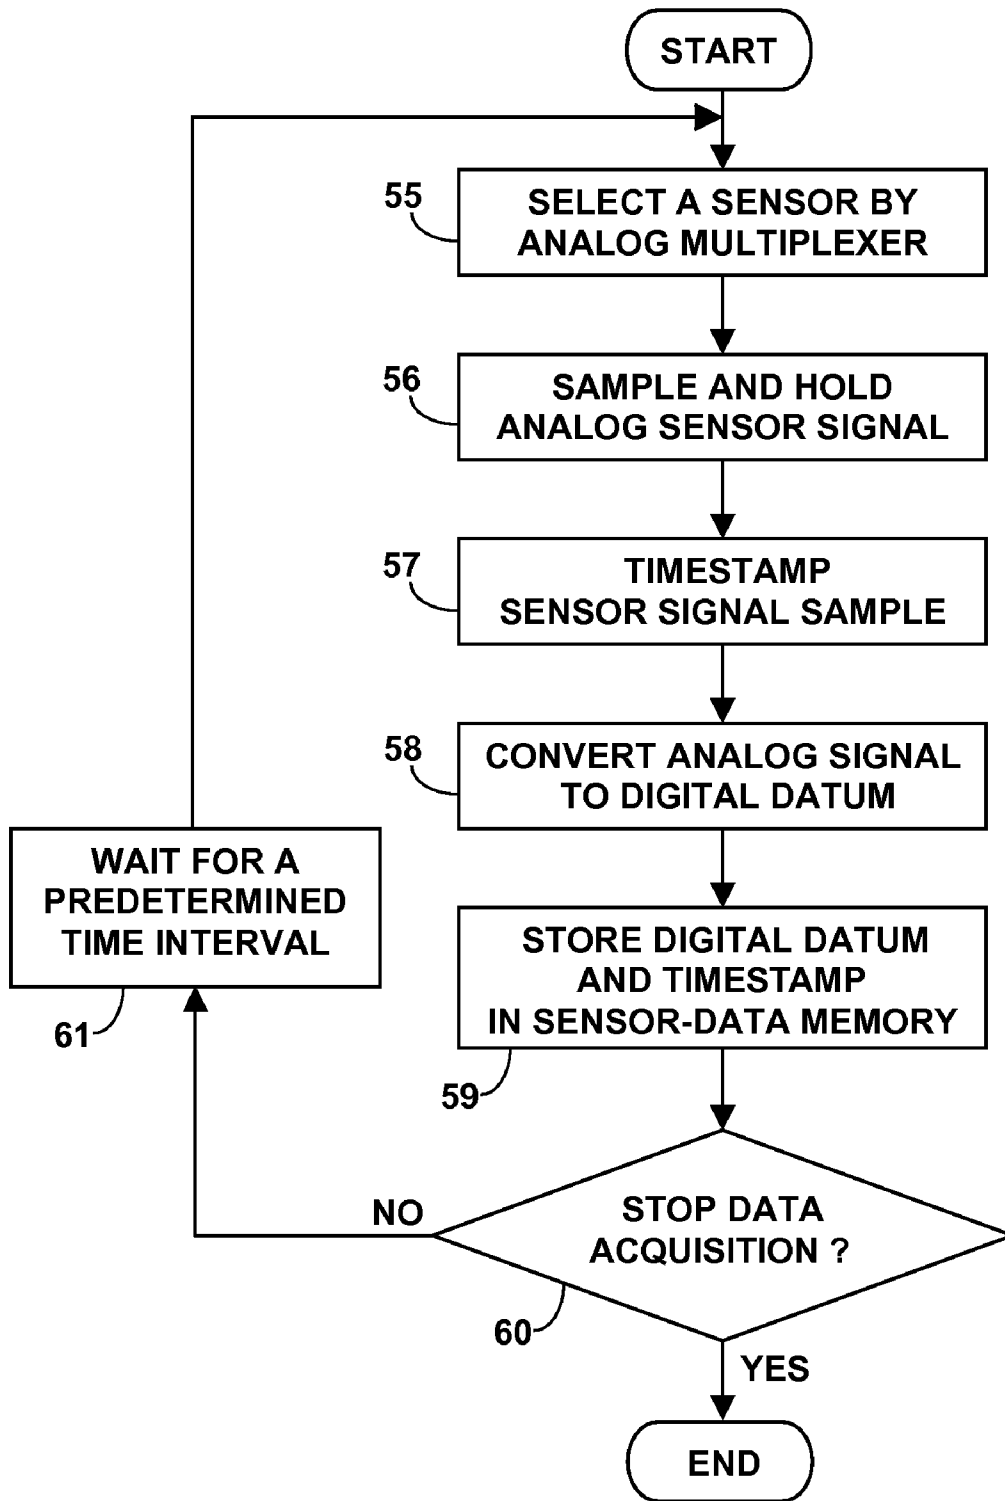 START
55
SELECT A SENSOR BY
ANALOG MULTIPLEXER
56
SAMPLE AND HOLD
ANALOG SENSOR SIGNAL
57
TIMESTAMP
SENSOR SIGNAL SAMPLE
58
CONVERT ANALOG SIGNAL
TO DIGITAL DATUM
WAIT FOR A
PREDETERMINED
TIME INTERVAL
61
STORE DIGITAL DATUM
AND TIMESTAMP
IN SENSOR-DATA MEMORY
59
NO
STOP DATA
ACQUISITION ?
60
YES
END